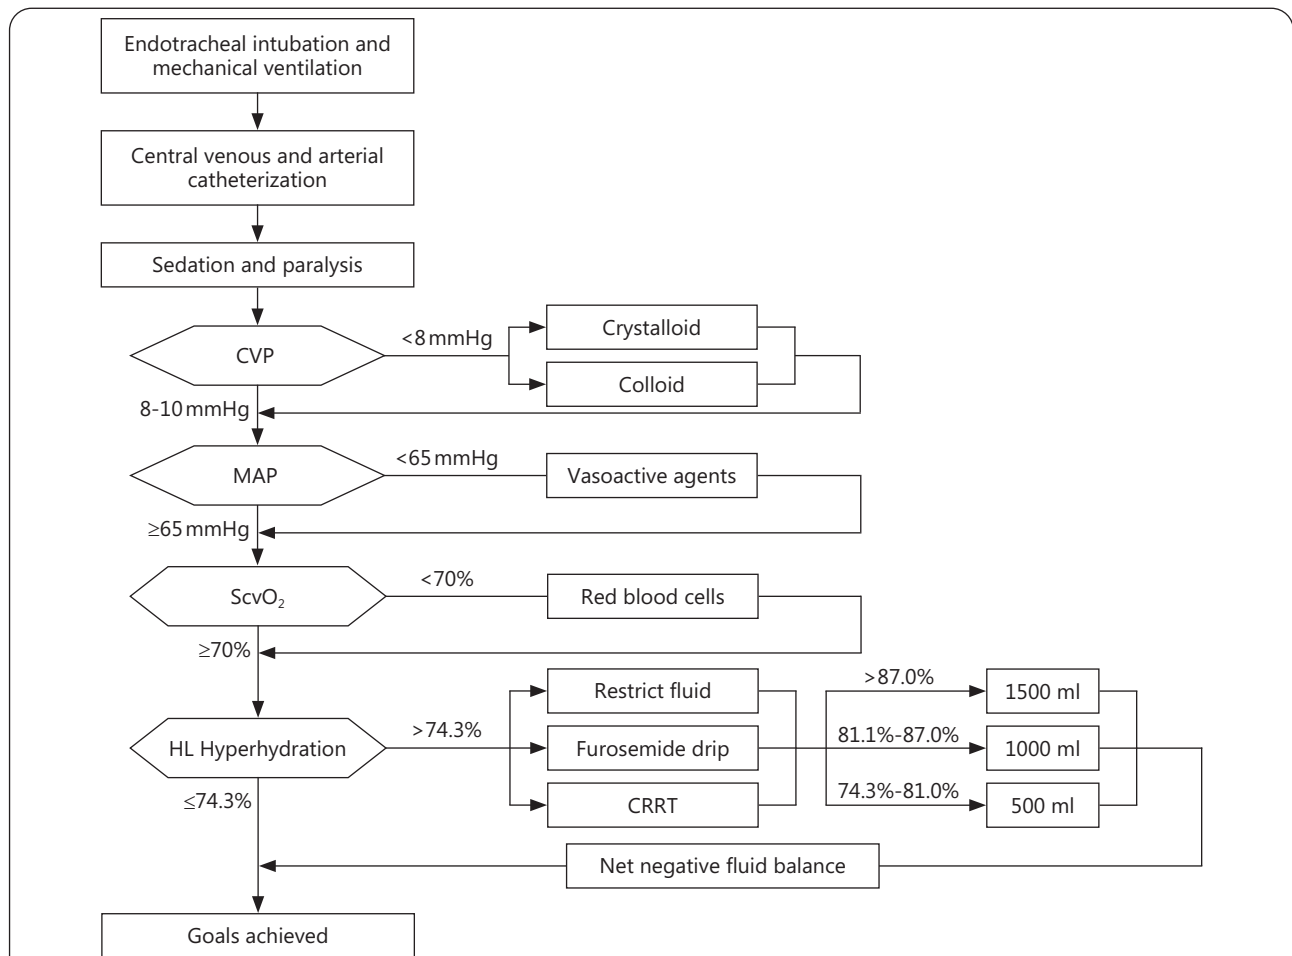 Endotracheal intubation and
mechanical ventilation
Central venous and arterial
catheterization
Sedation and paralysis
CVP
<8 mmHg
Crystalloid
Colloid
8-10 mmHg
MAP
<65 mmHg
Vasoactive agents
≥65 mmHg
ScvO₂
<70%
Red blood cells
≥70%
HL Hyperhydration
>74.3%
Restrict fluid
Furosemide drip
CRRT
>87.0%
1500 ml
81.1%-87.0%
1000 ml
74.3%-81.0%
500 ml
≤74.3%
Net negative fluid balance
Goals achieved